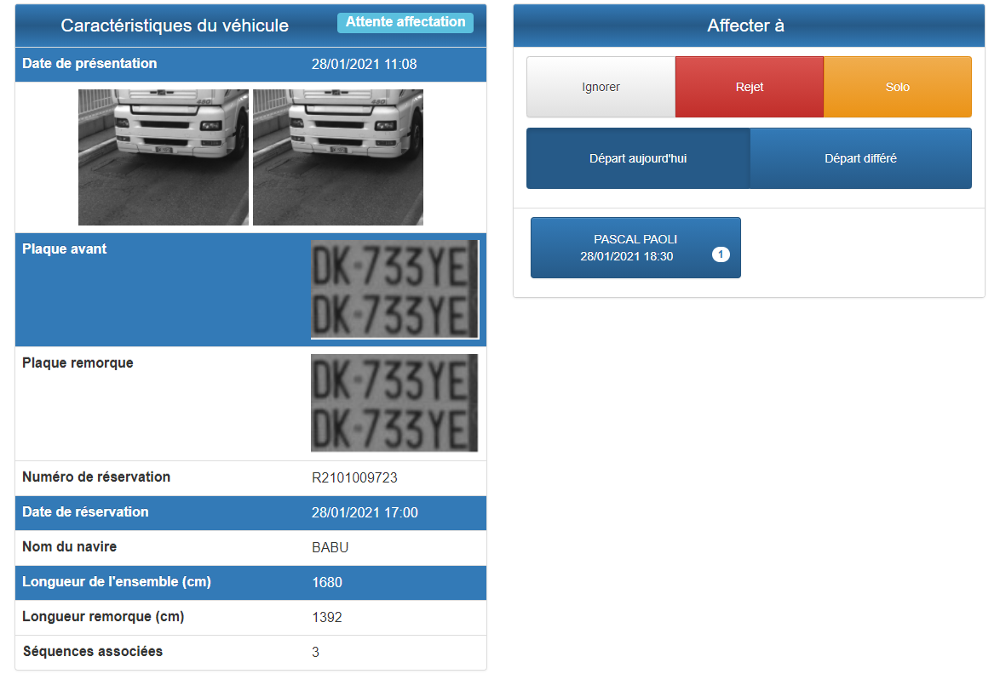 Caractéristiques du véhicule
Attente affectation
Date de présentation 28/01/2021 11:08
480 480
Plaque avant
DK-733YE
DK-733YE
Plaque remorque
DK-733YE
DK-733YE
Numéro de réservation R2101009723
Date de réservation 28/01/2021 17:00
Nom du navire BABU
Longueur de l'ensemble (cm) 1680
Longueur remorque (cm) 1392
Séquences associées 3
Affecter à
Ignorer Rejet Solo
Départ aujourd'hui Départ différé
PASCAL PAOLI
28/01/2021 18:30 1